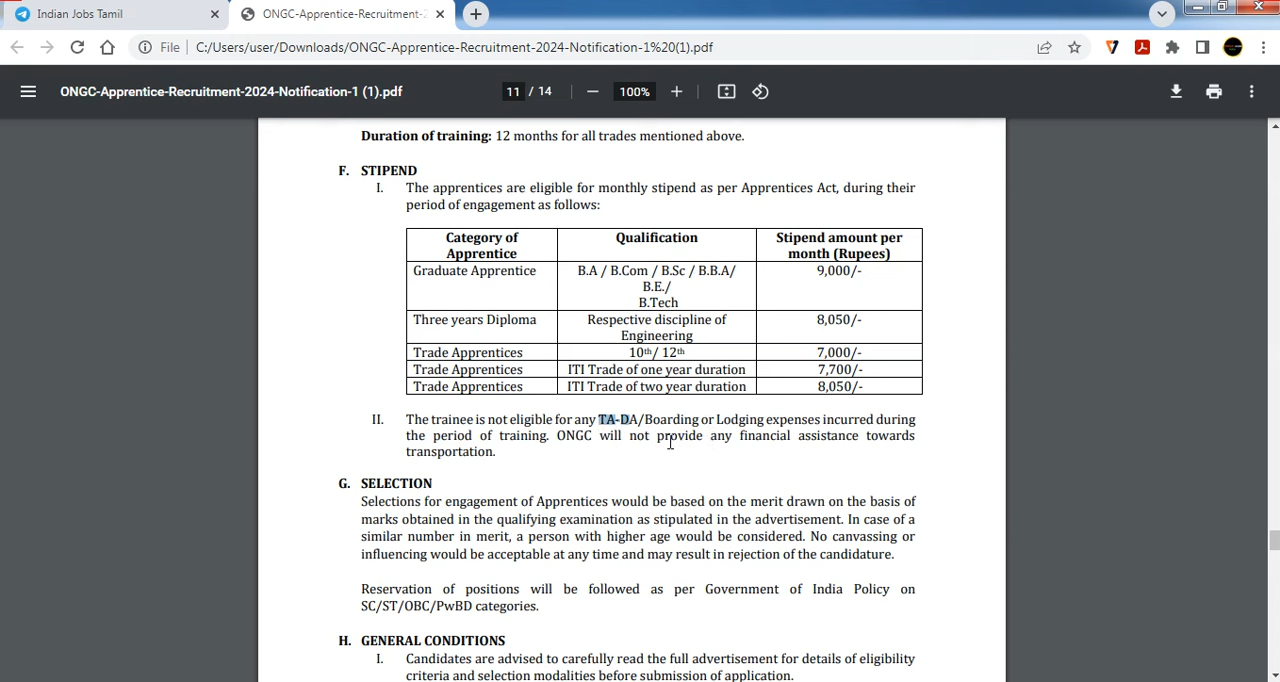 Indian Jobs Tamil
ONGC-Apprentice-Recruitment-2
File C:/Users/user/Downloads/ONGC-Apprentice-Recruitment-2024-Notification-1%20(1).pdf
ONGC-Apprentice-Recruitment-2024-Notification-1 (1).pdf
11 / 14
100%
Duration of training: 12 months for all trades mentioned above.
F. STIPEND
I. The apprentices are eligible for monthly stipend as per Apprentices Act, during their
period of engagement as follows:
Category of Apprentice Qualification Stipend amount per month (Rupees)
Graduate Apprentice B.A / B.Com / B.Sc / B.B.A/ B.E./ B.Tech 9,000/-
Three years Diploma Respective discipline of Engineering 8,050/-
Trade Apprentices 10th/ 12th 7,000/-
Trade Apprentices ITI Trade of one year duration 7,700/-
Trade Apprentices ITI Trade of two year duration 8,050/-
II. The trainee is not eligible for any TA-DA/Boarding or Lodging expenses incurred during
the period of training. ONGC will not provide any financial assistance towards
transportation.
G. SELECTION
Selections for engagement of Apprentices would be based on the merit drawn on the basis of
marks obtained in the qualifying examination as stipulated in the advertisement. In case of a
similar number in merit, a person with higher age would be considered. No canvassing or
influencing would be acceptable at any time and may result in rejection of the candidature.
Reservation of positions will be followed as per Government of India Policy on
SC/ST/OBC/PwBD categories.
H. GENERAL CONDITIONS
I. Candidates are advised to carefully read the full advertisement for details of eligibility
criteria and selection modalities before submission of application.